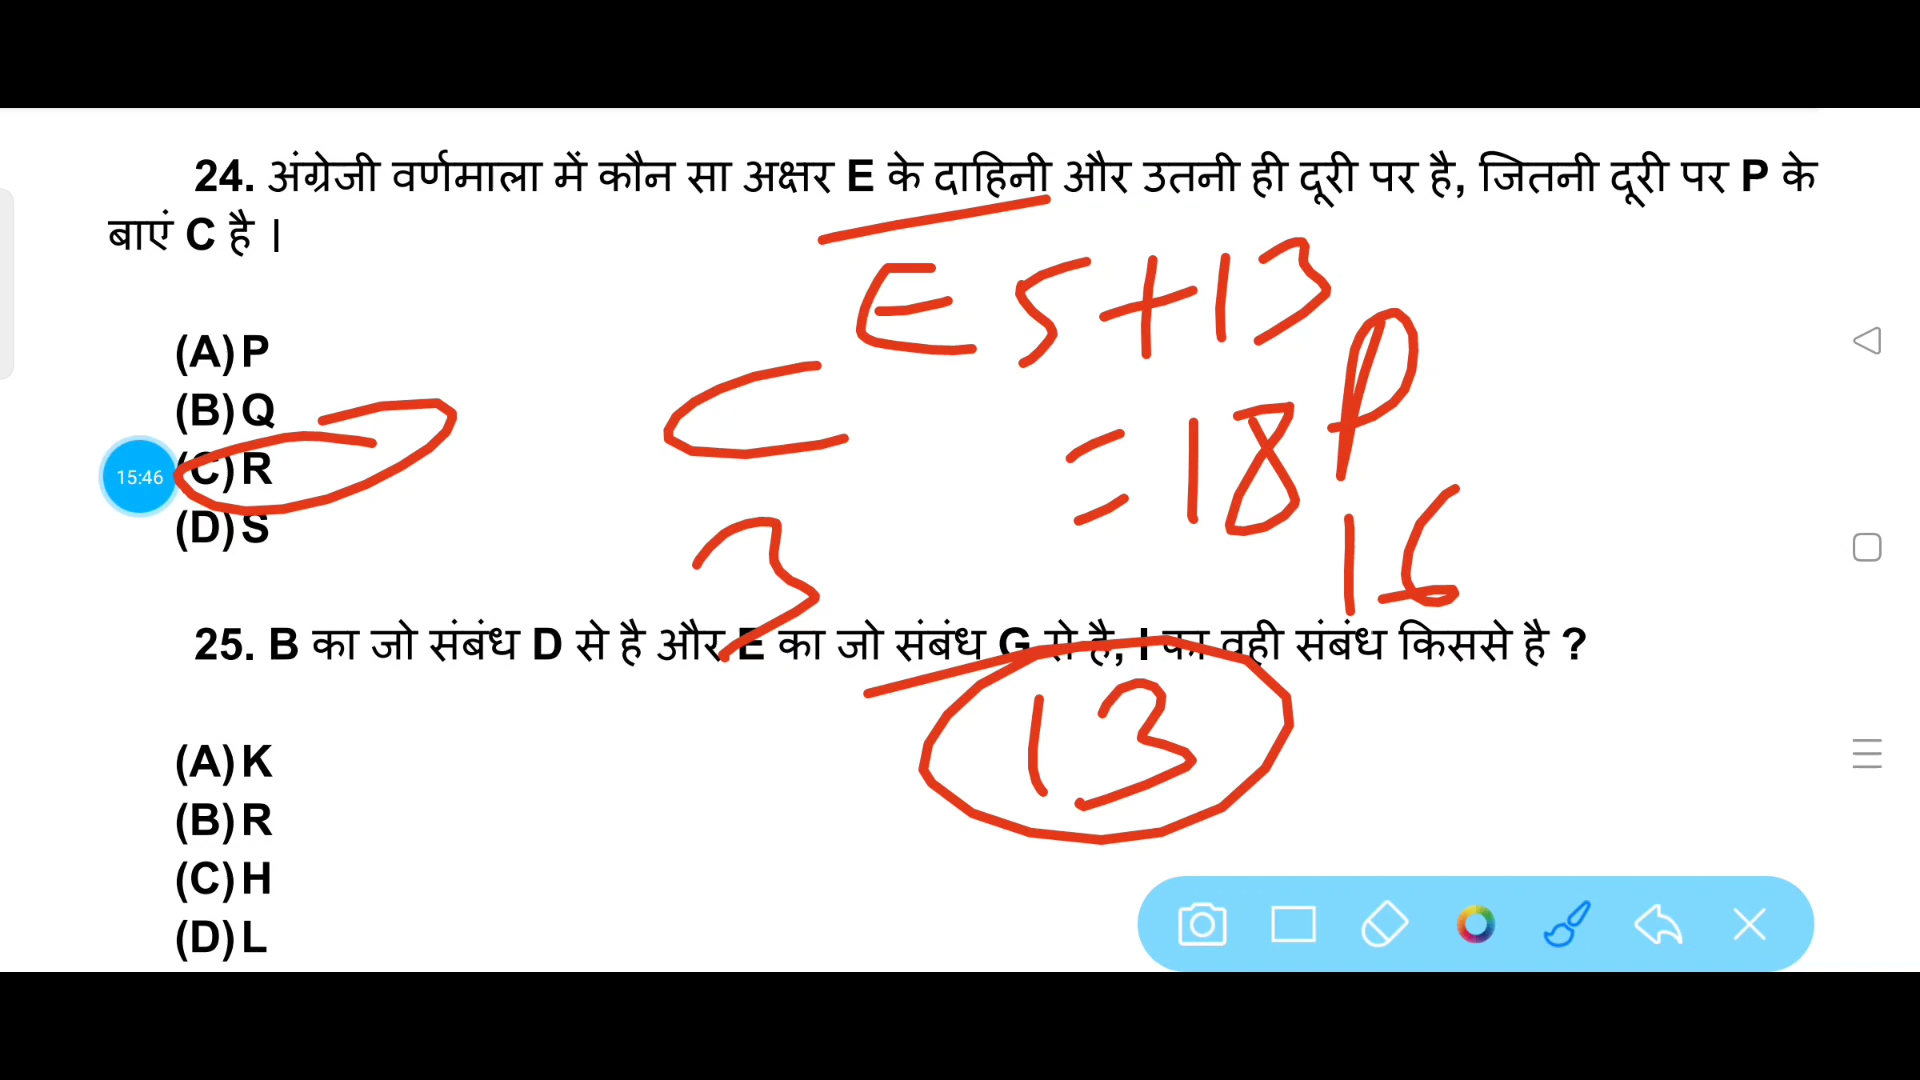 24. अंग्रेजी वर्णमाला में कौन सा अक्षर E के दाहिनी और उतनी ही दूरी पर है, जितनी दूरी पर P के
बाएं C है ।
E 5+13
C
= 18
P
(A) P
(B) Q
(C) R
(D) S
15:46
3
16
25. B का जो संबंध D से है और E का जो संबंध G से है, I का वही संबंध किससे है ?
13
(A) K
(B) R
(C) H
(D) L